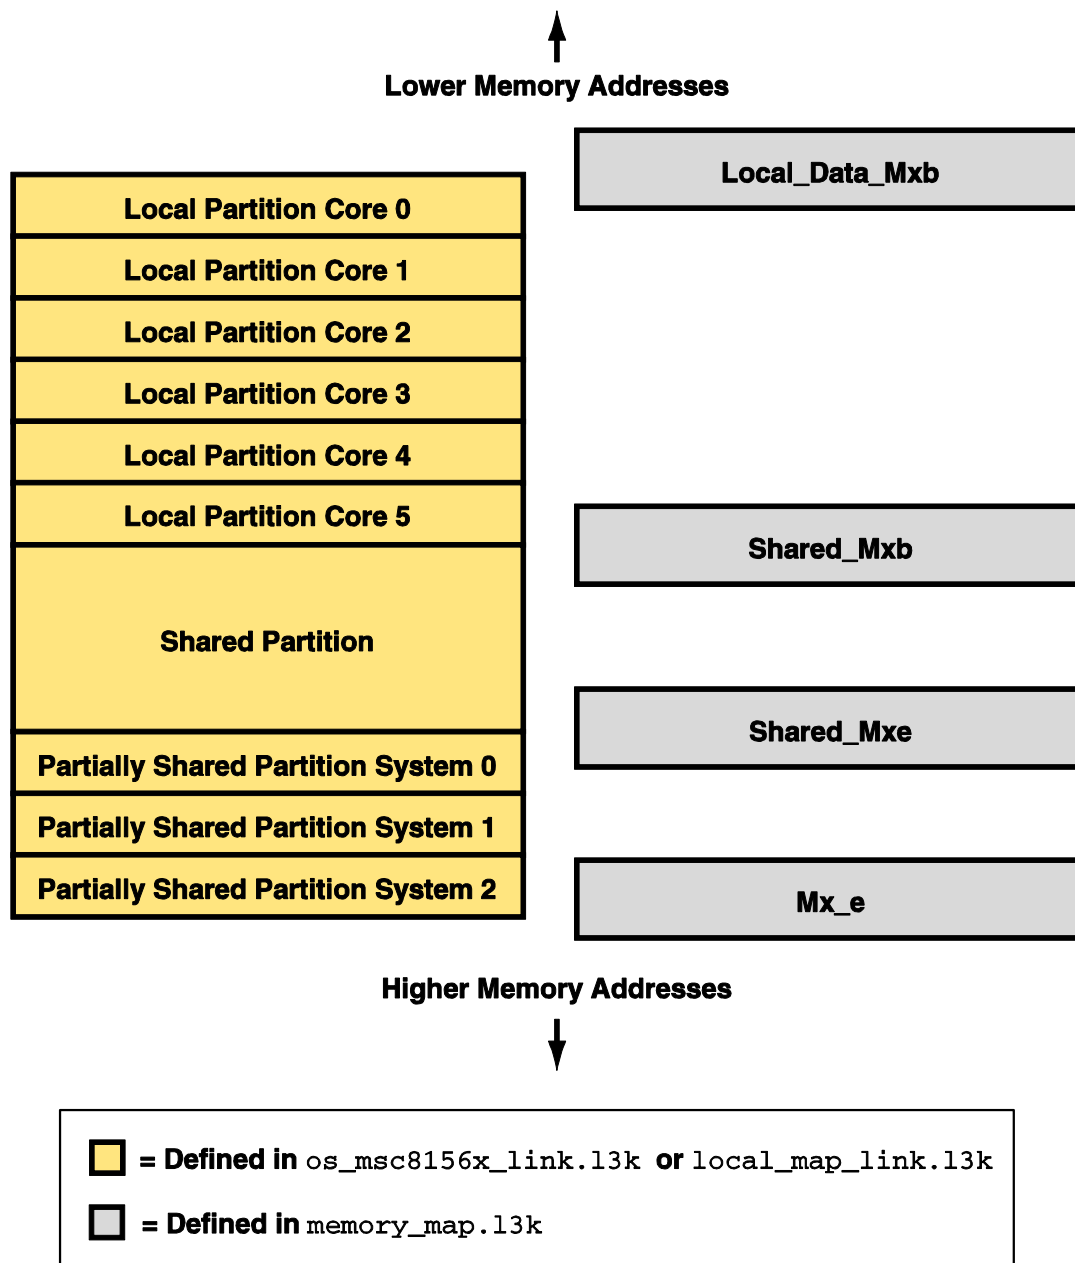 Lower Memory Addresses
Local_Data_Mxb
Local Partition Core 0
Local Partition Core 1
Local Partition Core 2
Local Partition Core 3
Local Partition Core 4
Local Partition Core 5
Shared_Mxb
Shared Partition
Shared_Mxe
Partially Shared Partition System 0
Partially Shared Partition System 1
Partially Shared Partition System 2
Mx_e
Higher Memory Addresses
= Defined in os_msc8156x_link.l3k or local_map_link.l3k
= Defined in memory_map.l3k